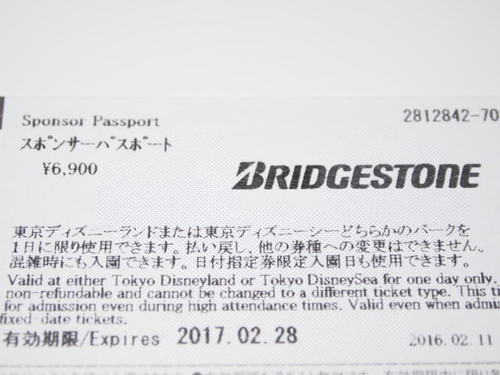 Sponsor Passport
2812842-70
スポンサーパスポート
¥6,900
BRIDGESTONE
東京ディズニーランドまたは東京ディズニーシーどちらかのパークを
1日に限り使用できます。払い戻し、他の券種への変更はできません。
混雑時にも入園できます。日付指定券限定入園日も使用できます。
Valid at either Tokyo Disneyland or Tokyo DisneySea for one day only.
non-refundable and cannot be changed to a different ticket type. This
for admission even during high attendance times. Valid even when
fixed-date tickets.
有効期限/Expires 2017.02.28
2016.02.11